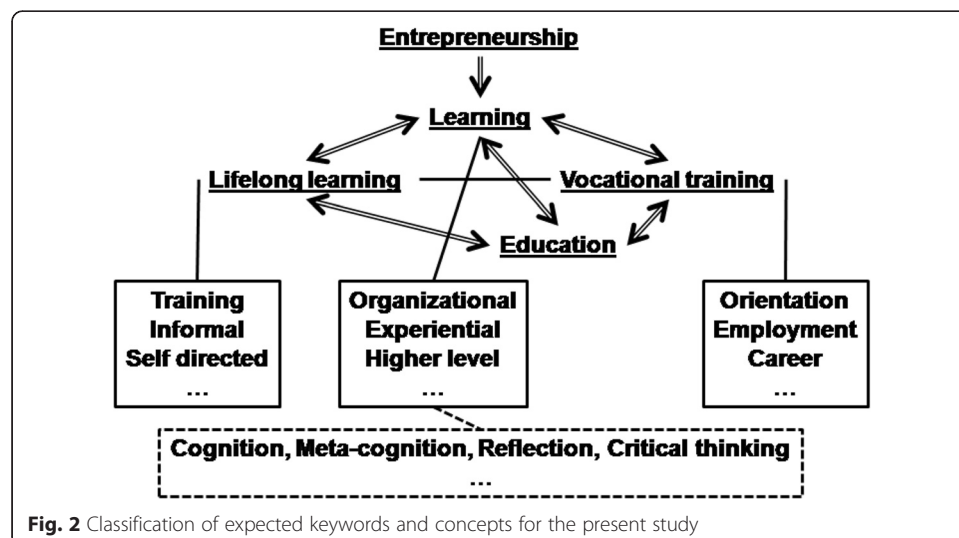 Entrepreneurship
Learning
Lifelong learning
Vocational training
Education
Training
Informal
Self directed
...
Organizational
Experiential
Higher level
...
Orientation
Employment
Career
...
Cognition, Meta-cognition, Reflection, Critical thinking
...
Fig. 2 Classification of expected keywords and concepts for the present study